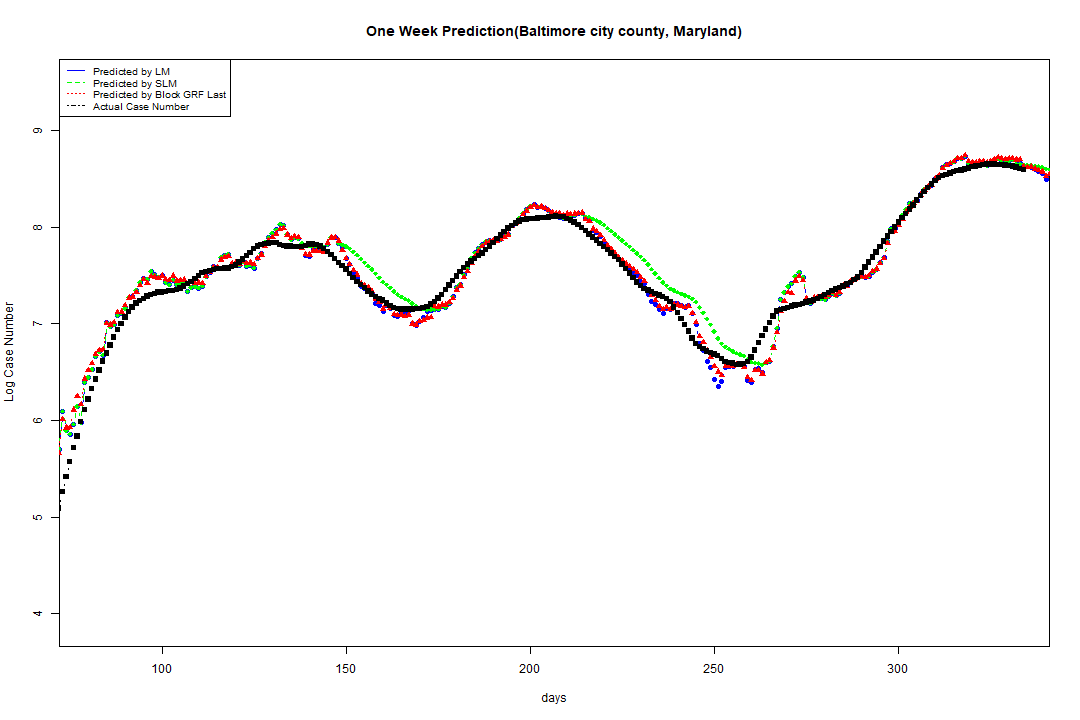 One Week Prediction(Baltimore city county, Maryland)
Predicted by LM
Predicted by SLM
Predicted by Block GRF Last
Actual Case Number
9
8
7
6
5
4
Log Case Number
100 150 200 250 300
days